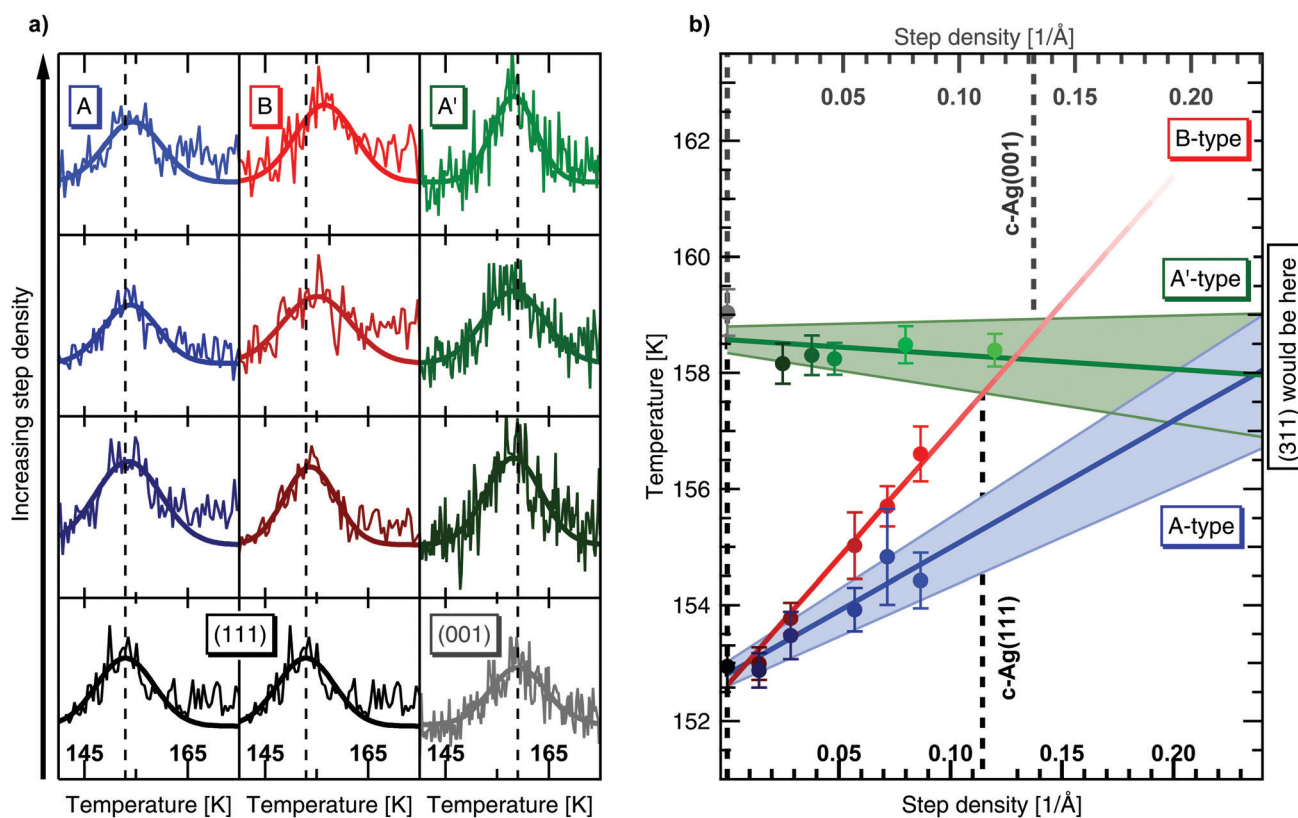 a)
Increasing step density
A
B
A'
(111)
(001)
145 165 145 165 145 165
Temperature [K] Temperature [K] Temperature [K]
b)
Step density [1/Å]
0.05 0.10 0.15 0.20
162
160
158
156
154
152
Temperature [K]
c-Ag(001)
B-type
A'-type
A-type
c-Ag(111)
(311) would be here
0.05 0.10 0.15 0.20
Step density [1/Å]